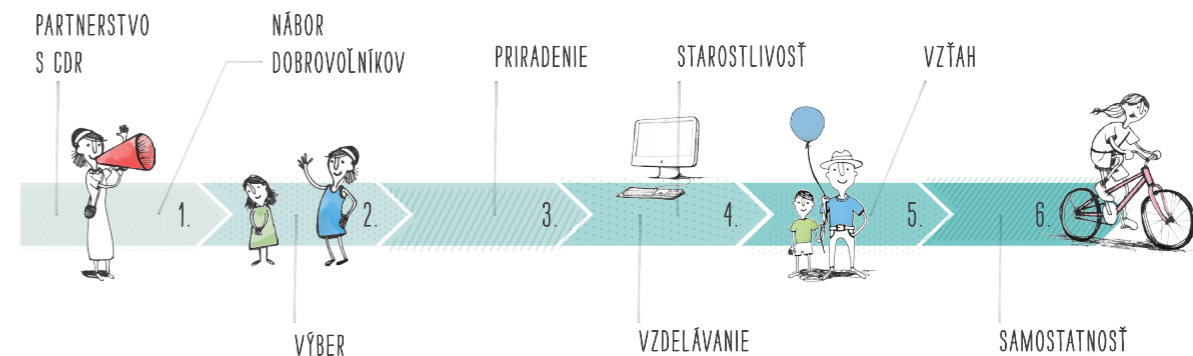 PARTNERSTVO
S CDR
NÁBOR
DOBROVOĽNÍKOV
PRIRADENIE
STAROSTLIVOSŤ
VZŤAH
1.
2.
3.
4.
5.
6.
VÝBER
VZDELÁVANIE
SAMOSTATNOSŤ